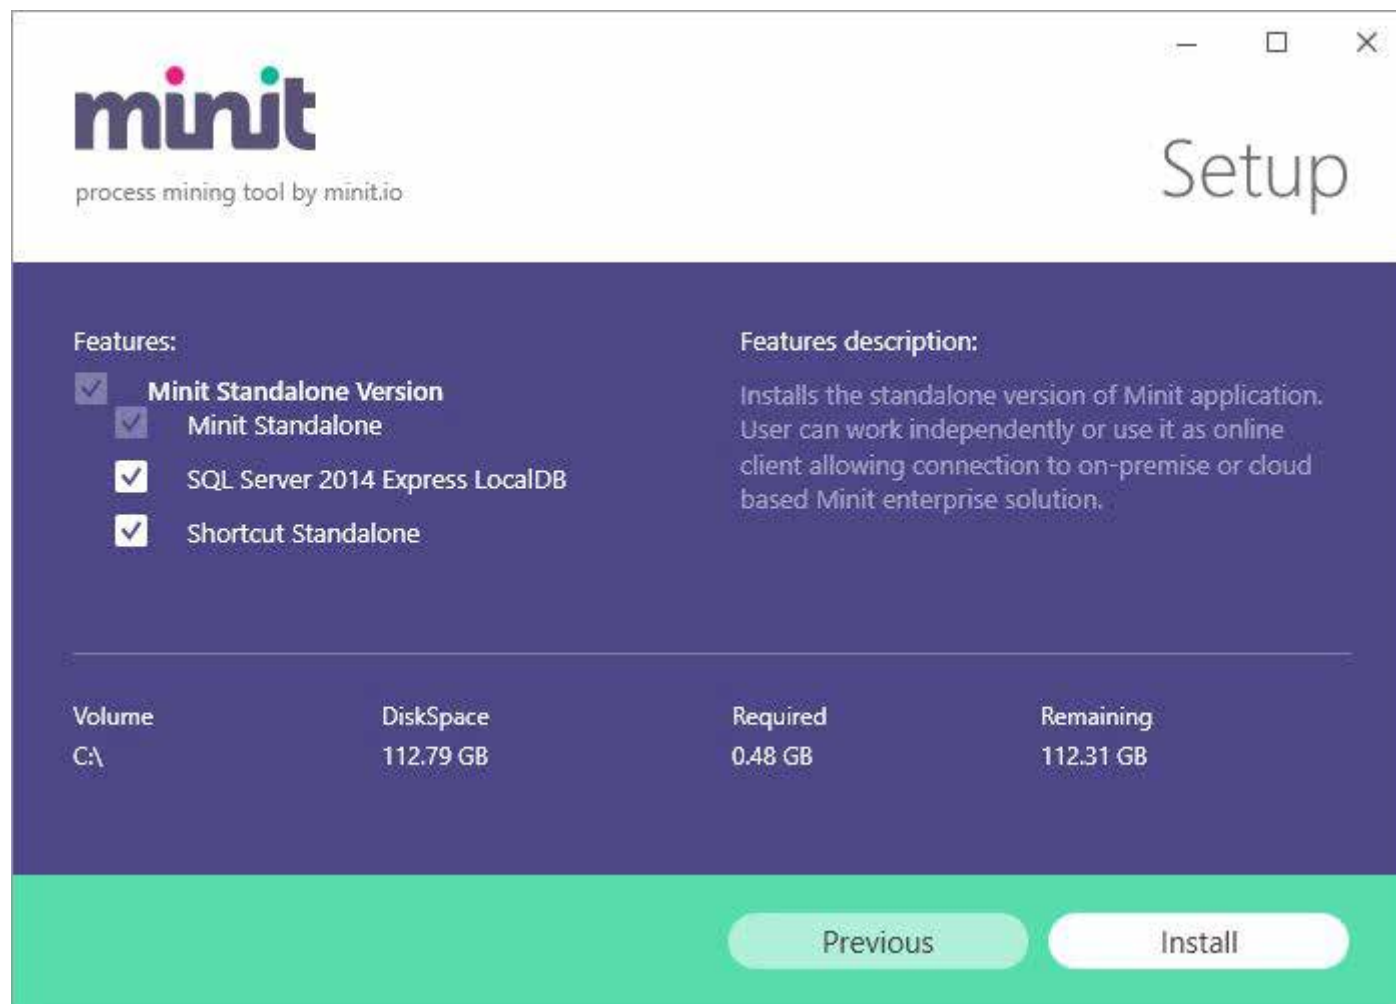 minit
process mining tool by minit.io
Setup
Features:
Minit Standalone Version
Minit Standalone
SQL Server 2014 Express LocalDB
Shortcut Standalone
Features description:
Installs the standalone version of Minit application.
User can work independently or use it as online
client allowing connection to on-premise or cloud
based Minit enterprise solution.
Volume DiskSpace Required Remaining
C:\ 112.79 GB 0.48 GB 112.31 GB
Previous Install